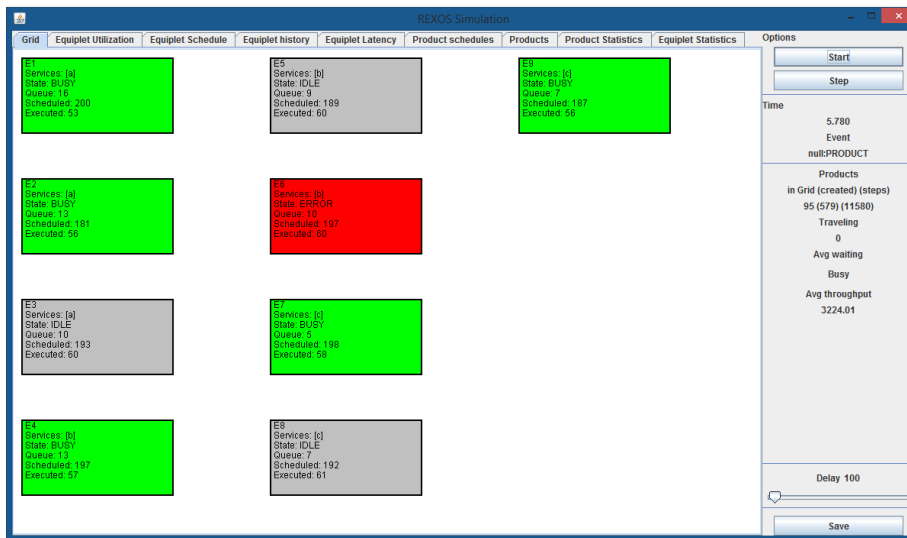 REXOS Simulation
Grid Equiplet Utilization Equiplet Schedule Equiplet history Equiplet Latency Product schedules Products Product Statistics Equiplet Statistics
E1
Services: [a]
State: BUSY
Queue: 16
Scheduled: 200
Executed: 53
E5
Services: [b]
State: IDLE
Queue: 9
Scheduled: 189
Executed: 60
E9
Services: [c]
State: BUSY
Queue: 7
Scheduled: 187
Executed: 56
E2
Services: [a]
State: BUSY
Queue: 13
Scheduled: 181
Executed: 56
E6
Services: [b]
State: ERROR
Queue: 10
Scheduled: 197
Executed: 60
E3
Services: [a]
State: IDLE
Queue: 10
Scheduled: 193
Executed: 60
E7
Services: [c]
State: BUSY
Queue: 5
Scheduled: 198
Executed: 58
E4
Services: [b]
State: BUSY
Queue: 13
Scheduled: 197
Executed: 57
E8
Services: [c]
State: IDLE
Queue: 7
Scheduled: 192
Executed: 61
Options
Start
Step
Time
5.780
Event
null:PRODUCT
Products
in Grid (created) (steps)
95 (579) (11580)
Traveling
0
Avg waiting
Busy
Avg throughput
3224.01
Delay 100
Save